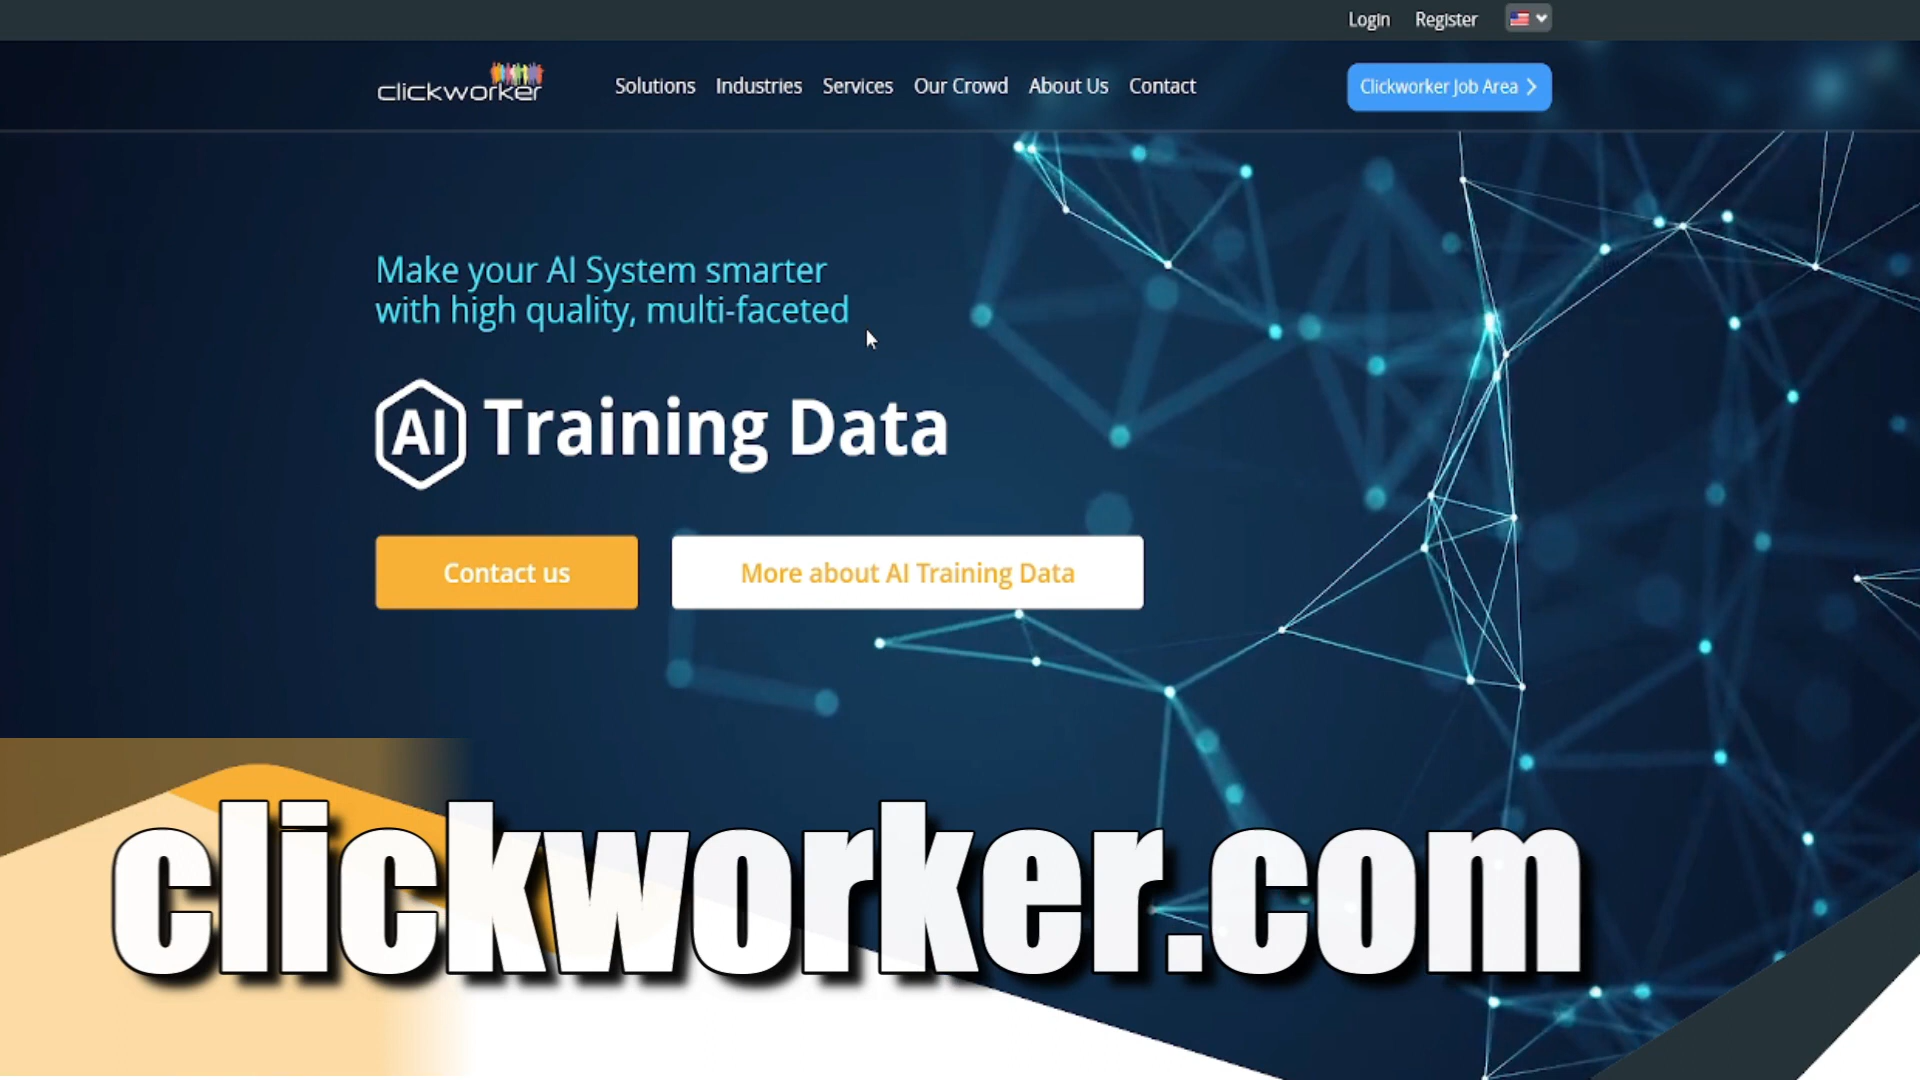 Login Register
clickworker Solutions Industries Services Our Crowd About Us Contact Clickworker Job Area
Make your AI System smarter
with high quality, multi-faceted
AI Training Data
Contact us More about AI Training Data
clickworker.com